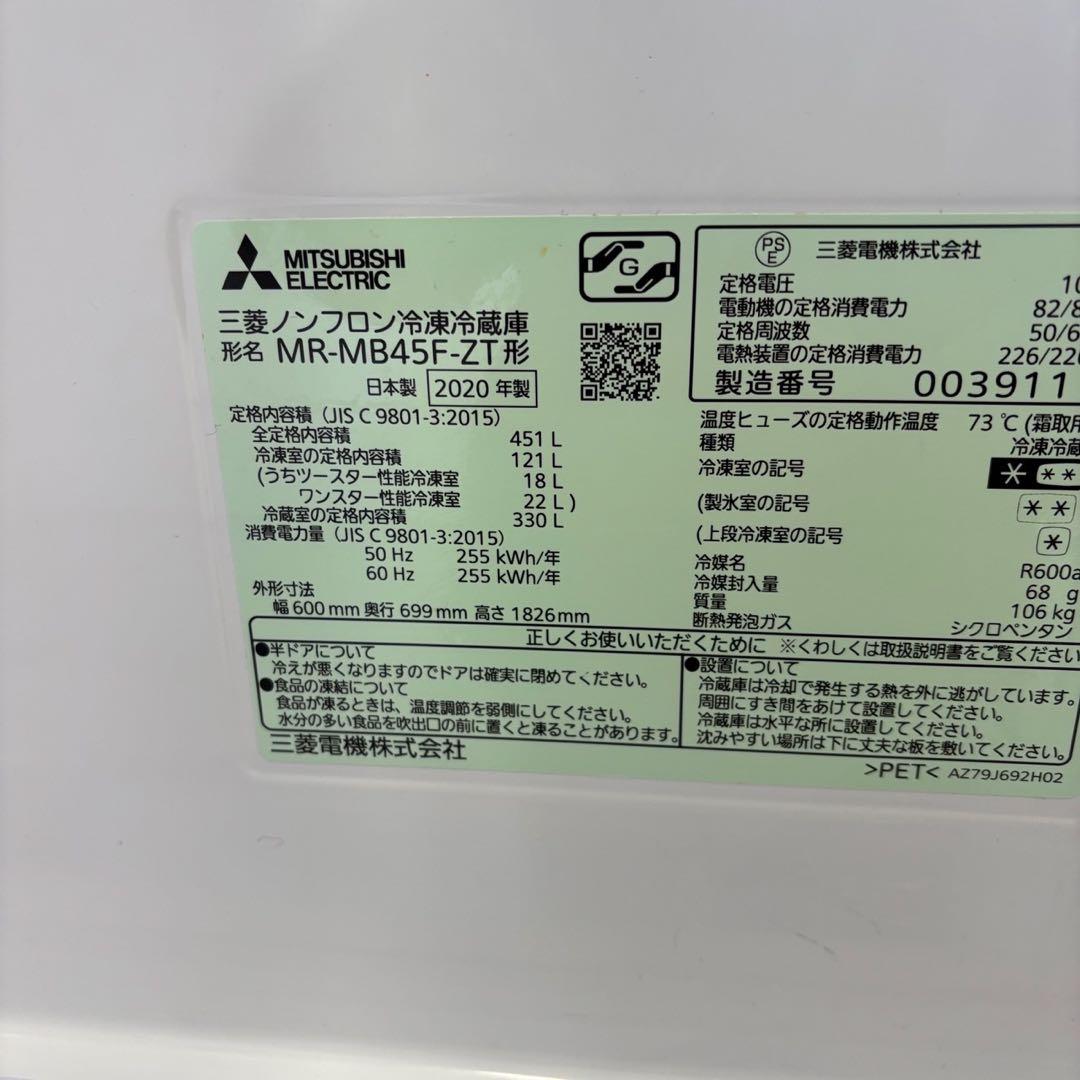 MITSUBISHI
ELECTRIC
G
三菱ノンフロン冷凍冷蔵庫
形名 MR-MB45F-ZT形
日本製 2020 年製
定格内容積（JIS C 9801-3:2015）
全定格内容積 451 L
冷凍室の定格内容積 121 L
(うちツースター性能冷凍室 18 L
ワンスター性能冷凍室 22 L )
冷蔵室の定格内容積 330 L
消費電力量（JIS C 9801-3:2015）
50 Hz 255 kWh/年
60 Hz 255 kWh/年
外形寸法
幅 600 mm 奥行 699 mm 高さ 1826 mm
PS
E
三菱電機株式会社
定格電圧
電動機の定格消費電力 82/
定格周波数 50/
電熱装置の定格消費電力 226/
製造番号 003911
温度ヒューズの定格動作温度 73 ℃ (霜取用
種類 冷凍冷蔵
冷凍室の記号
(製氷室の記号
(上段冷凍室の記号
冷媒名 R600a
冷媒封入量 68 g
質量 106 kg
断熱発泡ガス シクロペンタン
正しくお使いいただくために ※くわしくは取扱説明書をご覧ください
●半ドアについて
冷えが悪くなりますのでドアは確実に閉めてください。
●食品の凍結について
食品が凍るときは、温度調節を弱側にしてください。
水分の多い食品を吹出口の前に置くと凍ることがあります。
●設置について
冷蔵庫は冷却で発生する熱を外に逃がしています。
周囲にすき間をあけて設置してください。
冷蔵庫は水平な所に設置してください。
沈みやすい場所は下に丈夫な板を敷いてください。
三菱電機株式会社
>PET< AZ79J692H02